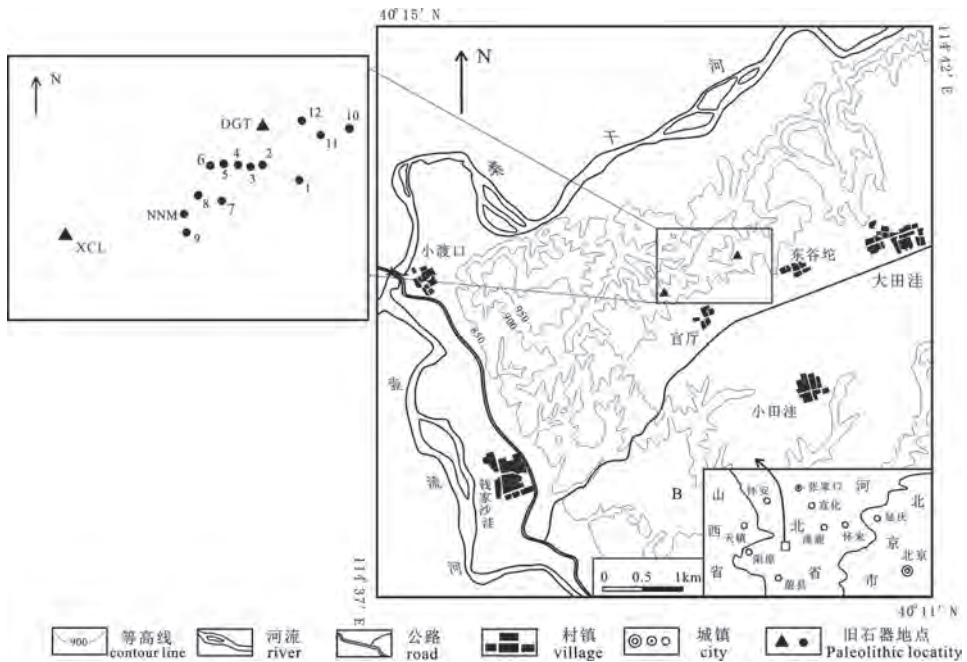 40°15′ N
114°42′ E
N
DGT
12
10
11
6
5
4
3
2
1
8
7
NNM
9
XCL
N
桑
干
河
小渡口
950
900
850
东谷坨
大田洼
官厅
小田洼
壶
流
河
钱家沙洼
B
0 0.5 1km
山
西
省
河
北
省
北
京
市
怀安
张家口
宣化
天镇
阳原
涿鹿
怀来
延庆
北京
蔚县
114°37′ E
40°11′ N
900 等高线
contour line
河流
river
公路
road
村镇
village
城镇
city
旧石器地点
Paleolithic locatity